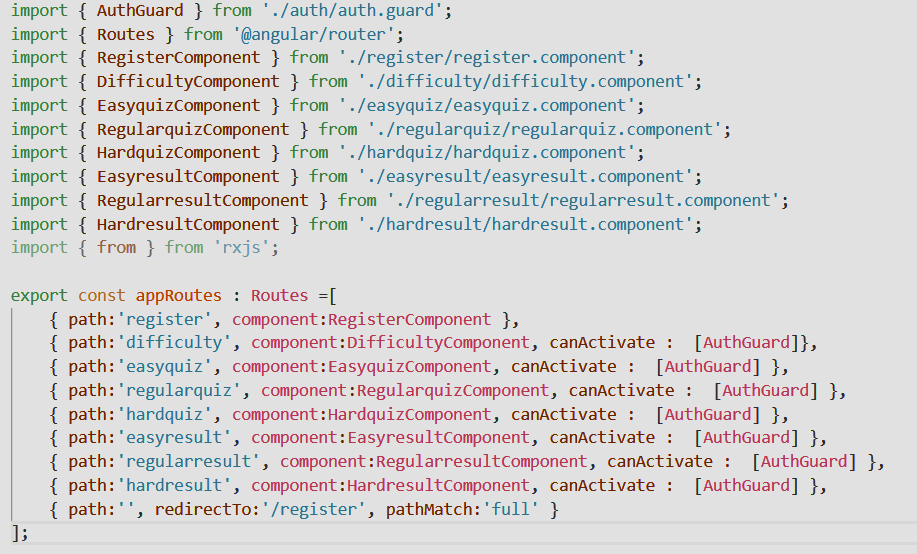 import { AuthGuard } from './auth/auth.guard';
import { Routes } from '@angular/router';
import { RegisterComponent } from './register/register.component';
import { DifficultyComponent } from './difficulty/difficulty.component';
import { EasyquizComponent } from './easyquiz/easyquiz.component';
import { RegularquizComponent } from './regularquiz/regularquiz.component';
import { HardquizComponent } from './hardquiz/hardquiz.component';
import { EasyresultComponent } from './easyresult/easyresult.component';
import { RegularresultComponent } from './regularresult/regularresult.component';
import { HardresultComponent } from './hardresult/hardresult.component';
import { from } from 'rxjs';

export const appRoutes : Routes =[
    { path:'register', component:RegisterComponent },
    { path:'difficulty', component:DifficultyComponent, canActivate :  [AuthGuard]},
    { path:'easyquiz', component:EasyquizComponent, canActivate :  [AuthGuard] },
    { path:'regularquiz', component:RegularquizComponent, canActivate :  [AuthGuard] },
    { path:'hardquiz', component:HardquizComponent, canActivate :  [AuthGuard] },
    { path:'easyresult', component:EasyresultComponent, canActivate :  [AuthGuard] },
    { path:'regularresult', component:RegularresultComponent, canActivate :  [AuthGuard] },
    { path:'hardresult', component:HardresultComponent, canActivate :  [AuthGuard] },
    { path:'', redirectTo:'/register', pathMatch:'full' }
];